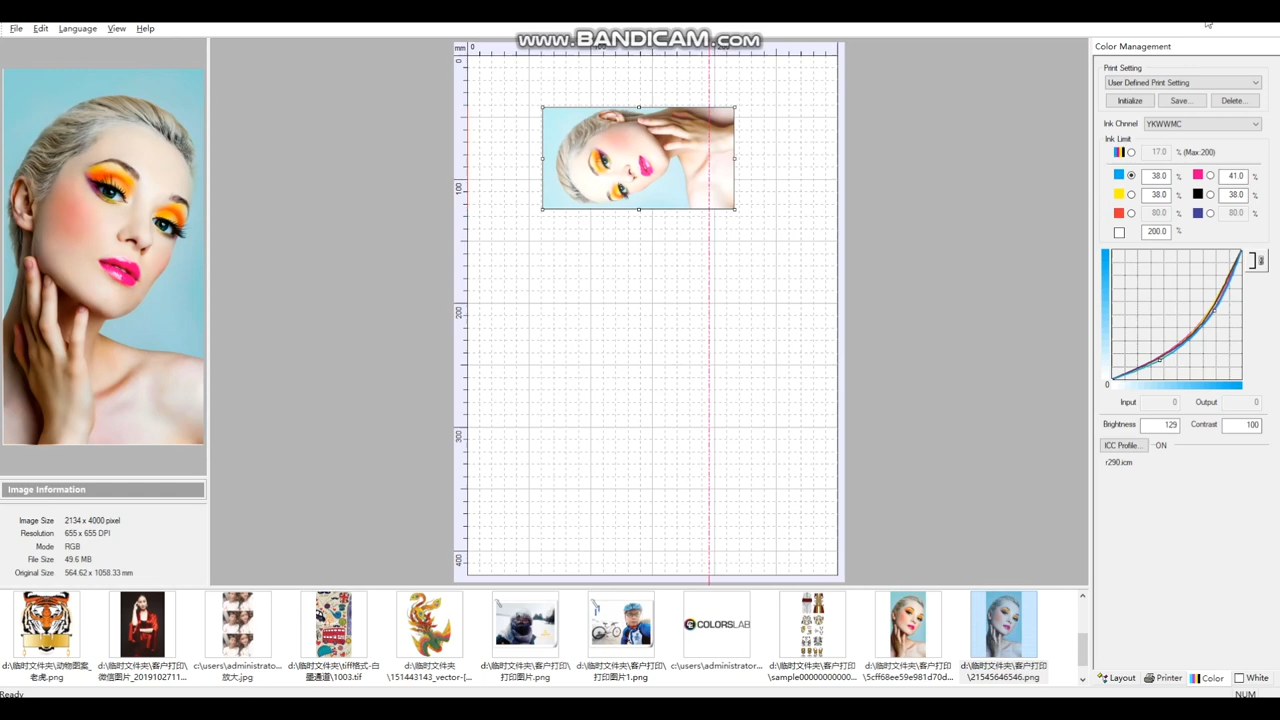 www.BANDICAM.com
File Edit Language View Help
mm 0 200
0
100
200
300
400
Image Information
Image Size 2134 x 4000 pixel
Resolution 655 x 655 DPI
Mode RGB
File Size 49.6 MB
Original Size 564.62 x 1058.33 mm
Color Management
Print Setting
User Defined Print Setting
Initialize Save... Delete...
Ink Chnnel YKWWMC
Ink Limit
17.0 % (Max:200)
38.0 % 41.0 %
38.0 % 38.0 %
80.0 % 80.0 %
200.0 %
0
Input 0 Output 0
Brightness 129 Contrast 100
ICC Profile... ON
r290.icm
COLORSLAB
d:\临时文件夹\动物图案_老虎.png
d:\临时文件夹\客户打印\微信图片_2019102711...
c:\users\administrato... 放大.jpg
d:\临时文件夹\tiff格式-白墨通道\1003.tif
d:\临时文件夹\151443143_vector-[...
d:\临时文件夹\客户打印\打印图片.png
d:\临时文件夹\客户打印\打印图片1.png
c:\users\administrato...
d:\临时文件夹\客户打印\sample00000000000...
d:\临时文件夹\客户打印\5cff68ee59e981d70d...
d:\临时文件夹\客户打印\21545646546.png
Layout Printer Color White
Ready
NUM